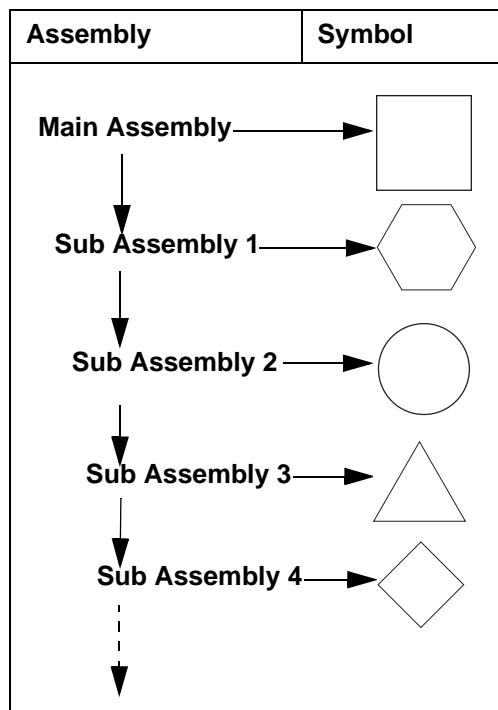 Assembly Symbol
Main Assembly
Sub Assembly 1
Sub Assembly 2
Sub Assembly 3
Sub Assembly 4